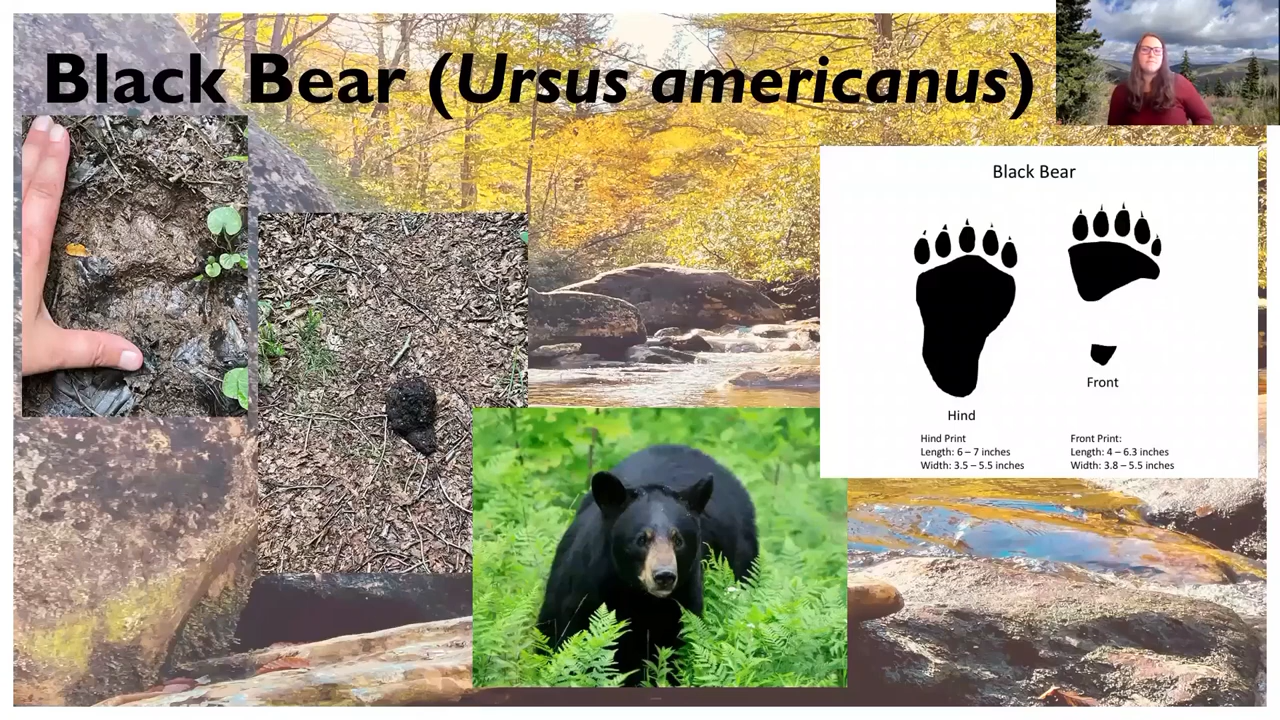 Black Bear (Ursus americanus)
Black Bear
Hind
Front
Hind Print
Length: 6 – 7 inches
Width: 3.5 – 5.5 inches
Front Print:
Length: 4 – 6.3 inches
Width: 3.8 – 5.5 inches